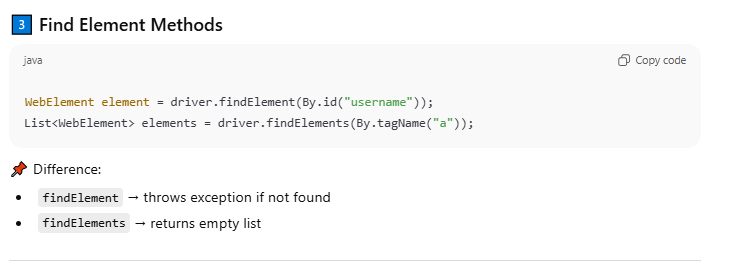 3 Find Element Methods
java Copy code
WebElement element = driver.findElement(By.id("username"));
List<WebElement> elements = driver.findElements(By.tagName("a"));
📌 Difference:
• findElement → throws exception if not found
• findElements → returns empty list